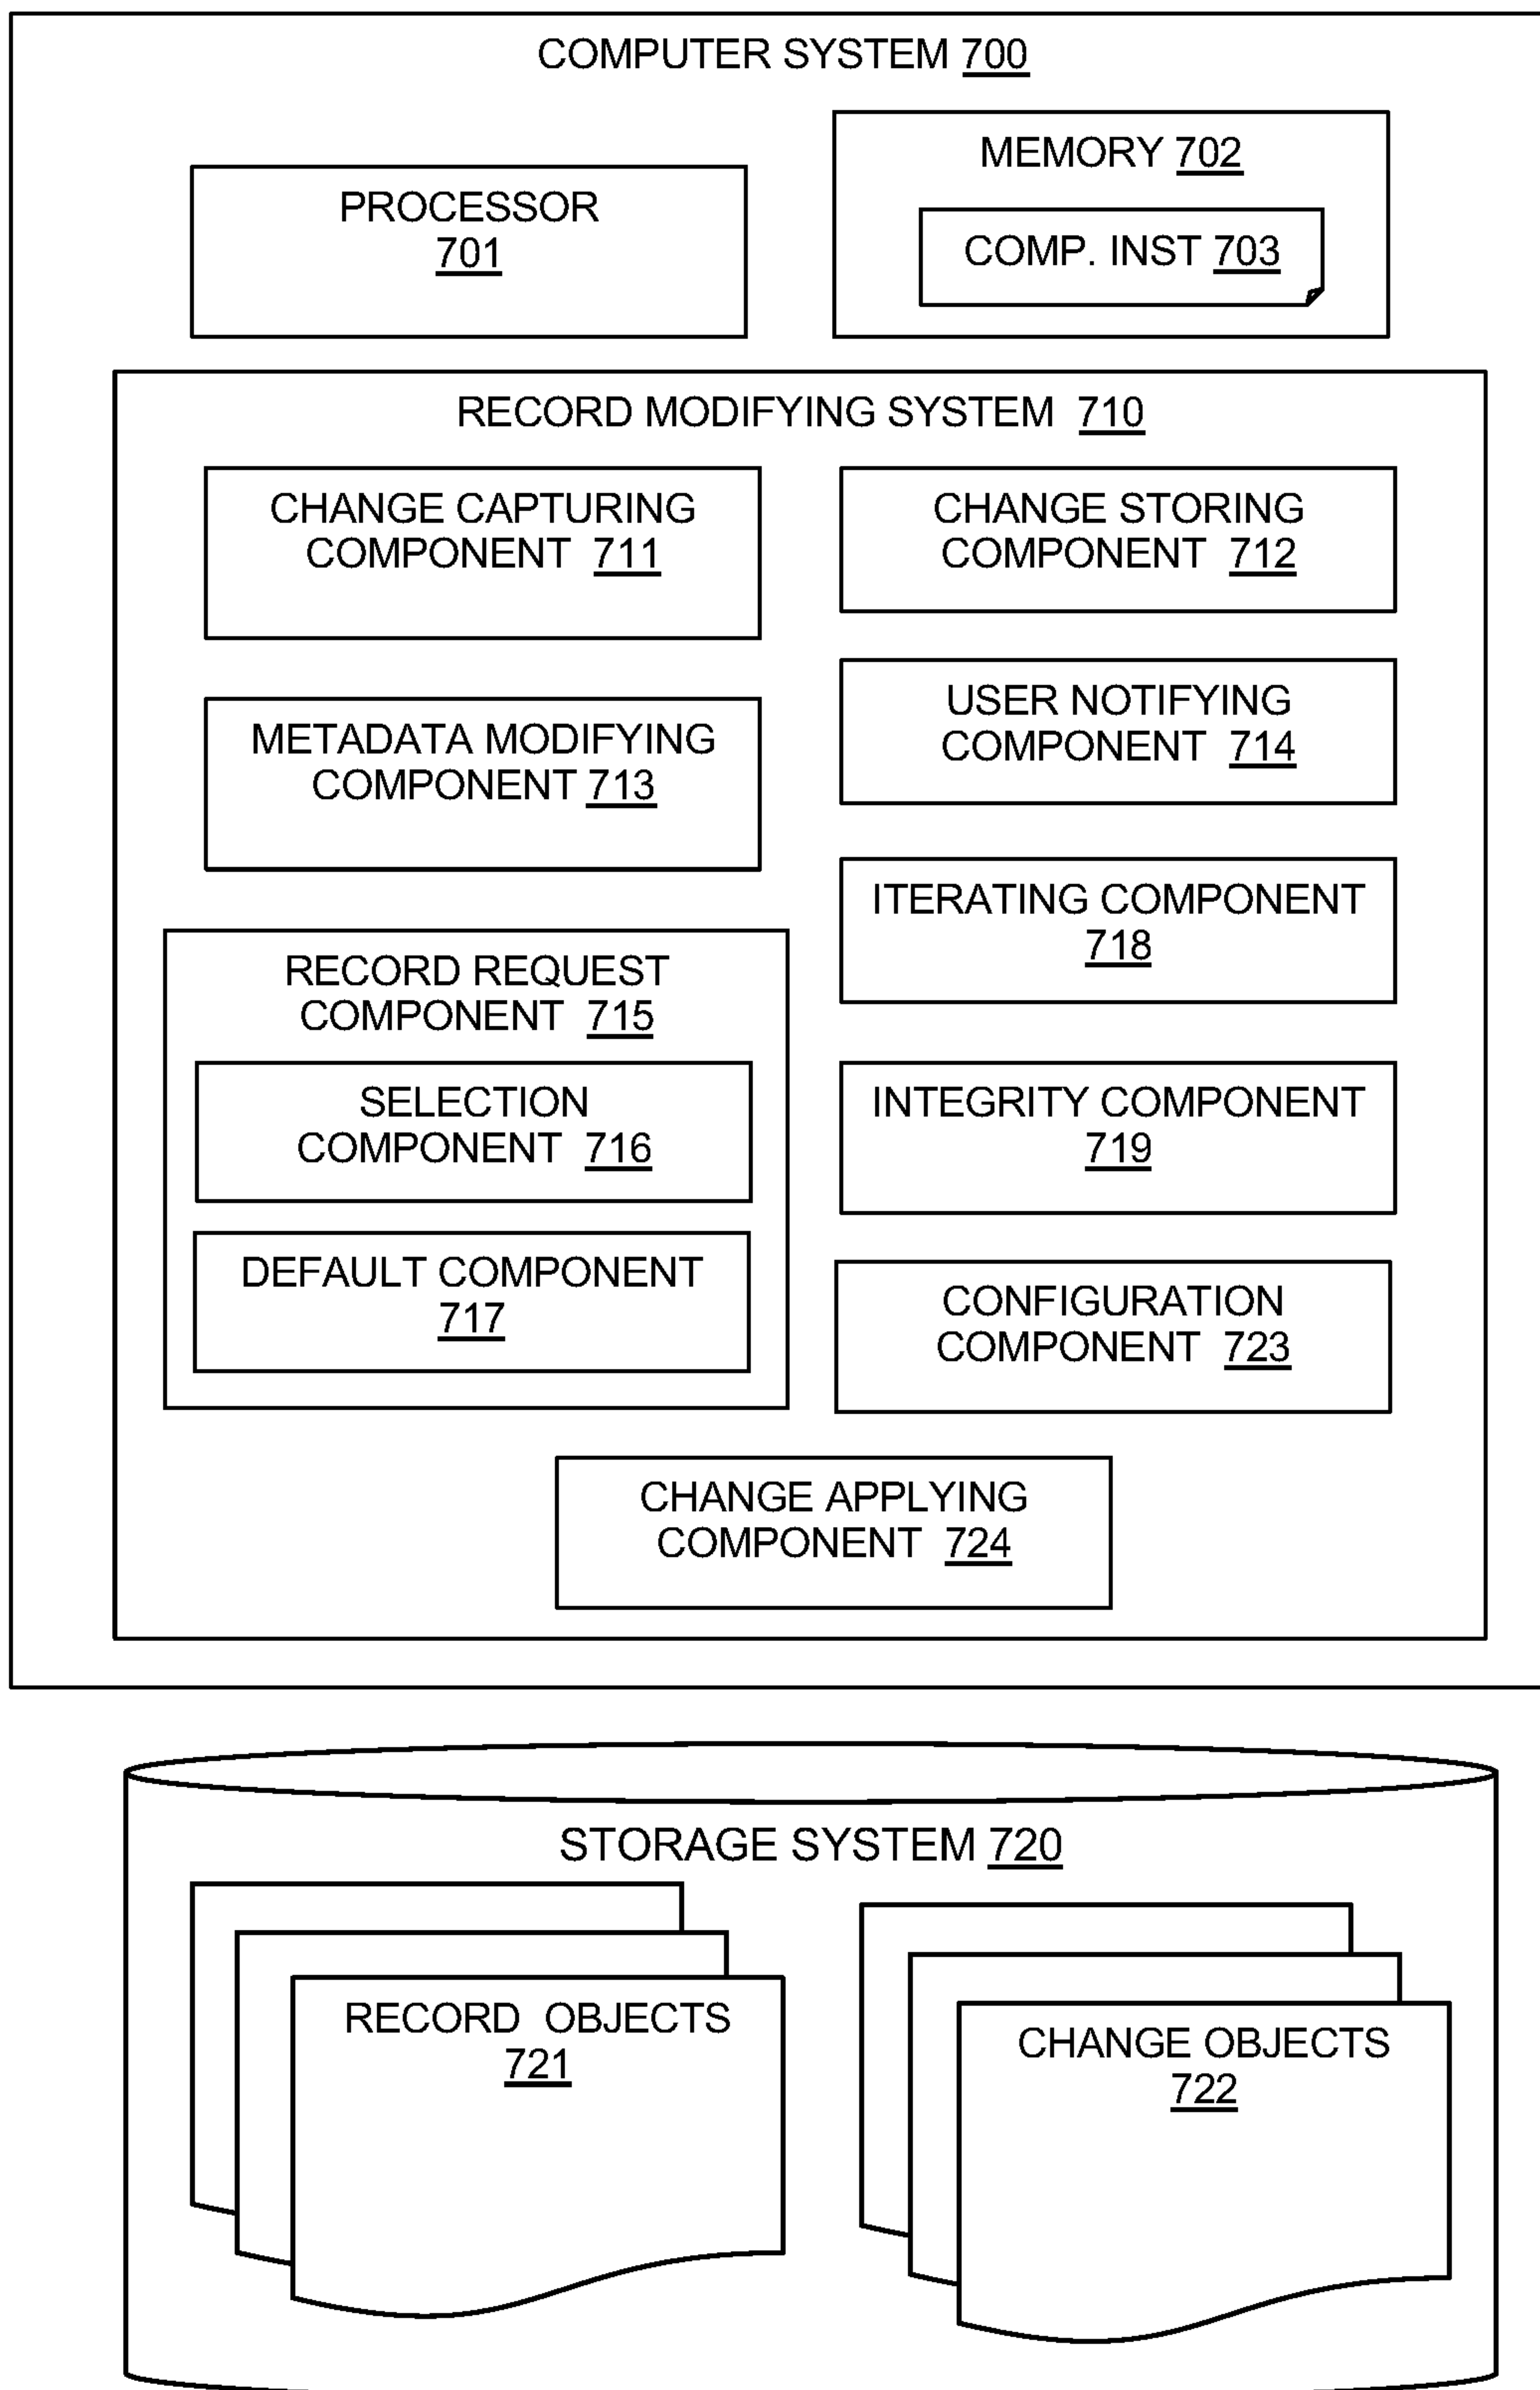 COMPUTER SYSTEM 700
PROCESSOR
701
MEMORY 702
COMP. INST 703
RECORD MODIFYING SYSTEM 710
CHANGE CAPTURING
COMPONENT 711
CHANGE STORING
COMPONENT 712
METADATA MODIFYING
COMPONENT 713
USER NOTIFYING
COMPONENT 714
RECORD REQUEST
COMPONENT 715
SELECTION
COMPONENT 716
DEFAULT COMPONENT
717
ITERATING COMPONENT
718
INTEGRITY COMPONENT
719
CONFIGURATION
COMPONENT 723
CHANGE APPLYING
COMPONENT 724
STORAGE SYSTEM 720
RECORD OBJECTS
721
CHANGE OBJECTS
722